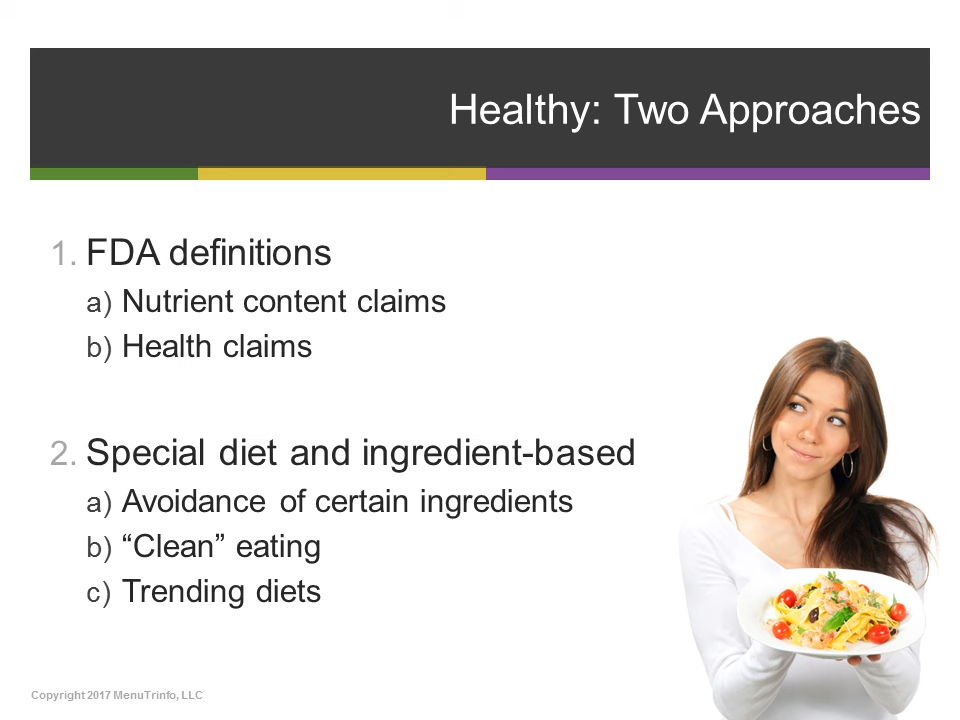 Healthy: Two Approaches
1. FDA definitions
a) Nutrient content claims
b) Health claims
2. Special diet and ingredient-based
a) Avoidance of certain ingredients
b) “Clean” eating
c) Trending diets
Copyright 2017 MenuTrinfo, LLC